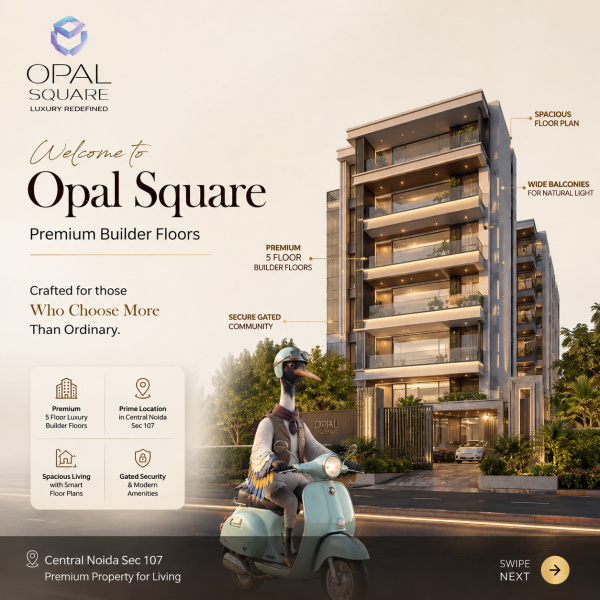 OPAL
SQUARE
LUXURY REDEFINED
Welcome to
Opal Square
Premium Builder Floors
Crafted for those
Who Choose More
Than Ordinary.
SPACIOUS
FLOOR PLAN
WIDE BALCONIES
FOR NATURAL LIGHT
PREMIUM
5 FLOOR
BUILDER FLOORS
SECURE GATED
COMMUNITY
Premium
5 Floor Luxury
Builder Floors
Prime Location
in Central Noida
Sec 107
Spacious Living
with Smart
Floor Plans
Gated Security
& Modern
Amenities
OPAL
Central Noida Sec 107
Premium Property for Living
SWIPE
NEXT